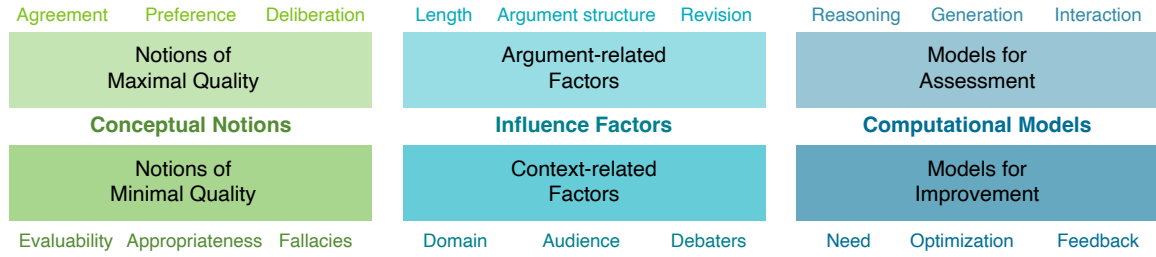 Agreement Preference Deliberation
Length Argument structure Revision
Reasoning Generation Interaction
Notions of
Maximal Quality
Argument-related
Factors
Models for
Assessment
Conceptual Notions
Influence Factors
Computational Models
Notions of
Minimal Quality
Context-related
Factors
Models for
Improvement
Evaluability Appropriateness Fallacies
Domain Audience Debaters
Need Optimization Feedback